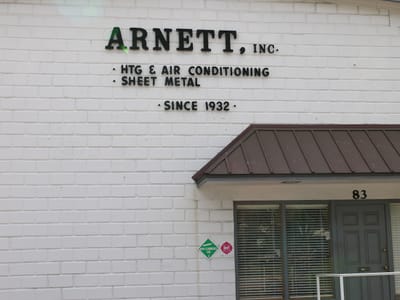 ARNETT, INC.
· HTG & AIR CONDITIONING
· SHEET METAL
· SINCE 1932 ·
83